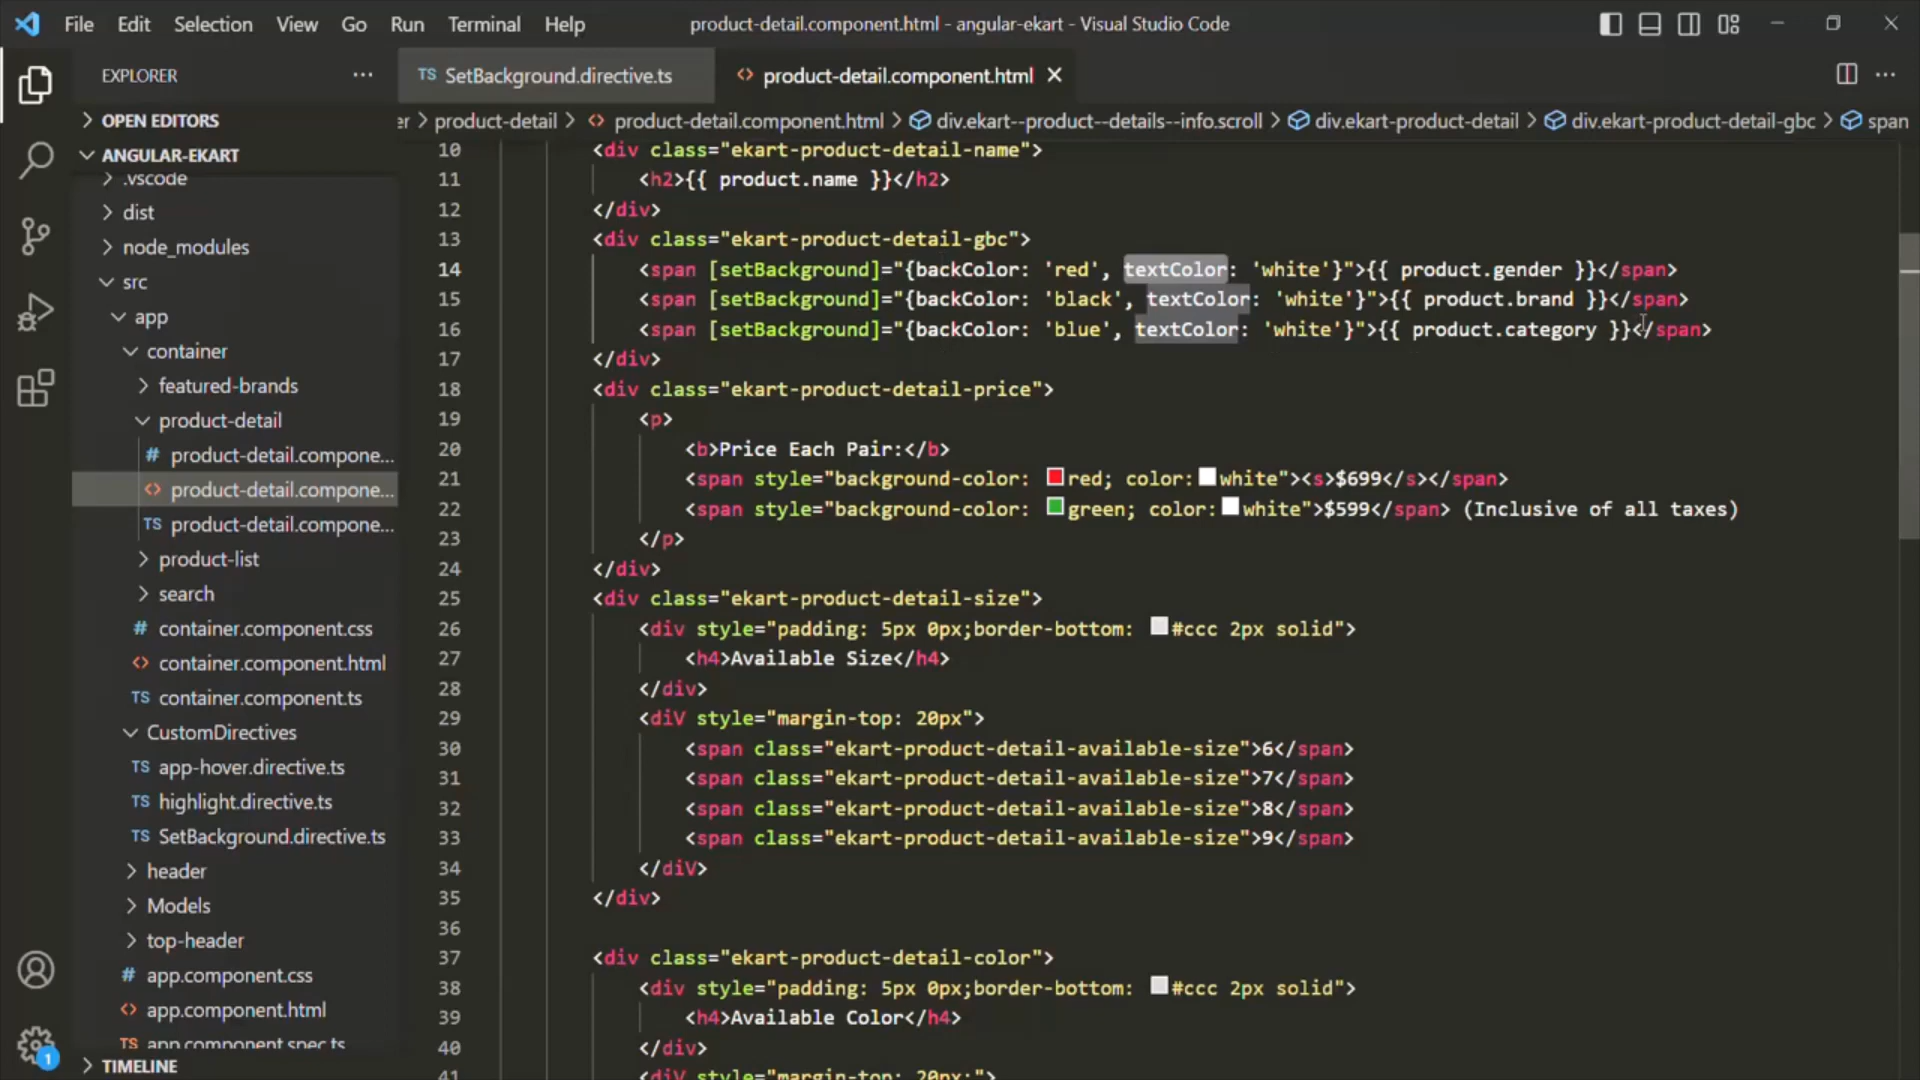 File Edit Selection View Go Run Terminal Help product-detail.component.html - angular-ekart - Visual Studio Code
EXPLORER ... TS SetBackground.directive.ts <> product-detail.component.html
er > product-detail > <> product-detail.component.html > div.ekart--product--details--info.scroll > div.ekart-product-detail > div.ekart-product-detail-gbc > span
OPEN EDITORS
ANGULAR-EKART
.vscode
dist
node_modules
src
app
container
featured-brands
product-detail
# product-detail.compone...
<> product-detail.compone...
TS product-detail.compone...
product-list
search
# container.component.css
<> container.component.html
TS container.component.ts
CustomDirectives
TS app-hover.directive.ts
TS highlight.directive.ts
TS SetBackground.directive.ts
header
Models
top-header
# app.component.css
<> app.component.html
TS app.component.spec.ts
TIMELINE
1
10 <div class="ekart-product-detail-name">
11 <h2>{{ product.name }}</h2>
12 </div>
13 <div class="ekart-product-detail-gbc">
14 <span [setBackground]="{backColor: 'red', textColor: 'white'}">{{ product.gender }}</span>
15 <span [setBackground]="{backColor: 'black', textColor: 'white'}">{{ product.brand }}</span>
16 <span [setBackground]="{backColor: 'blue', textColor: 'white'}">{{ product.category }}</span>
17 </div>
18 <div class="ekart-product-detail-price">
19 <p>
20 <b>Price Each Pair:</b>
21 <span style="background-color: red; color:white"><s>$699</s></span>
22 <span style="background-color: green; color:white">$599</span> (Inclusive of all taxes)
23 </p>
24 </div>
25 <div class="ekart-product-detail-size">
26 <div style="padding: 5px 0px;border-bottom: #ccc 2px solid">
27 <h4>Available Size</h4>
28 </div>
29 <diV style="margin-top: 20px">
30 <span class="ekart-product-detail-available-size">6</span>
31 <span class="ekart-product-detail-available-size">7</span>
32 <span class="ekart-product-detail-available-size">8</span>
33 <span class="ekart-product-detail-available-size">9</span>
34 </diV>
35 </div>
36
37 <div class="ekart-product-detail-color">
38 <div style="padding: 5px 0px;border-bottom: #ccc 2px solid">
39 <h4>Available Color</h4>
40 </div>
41 <diV style="margin-top: 20px;">